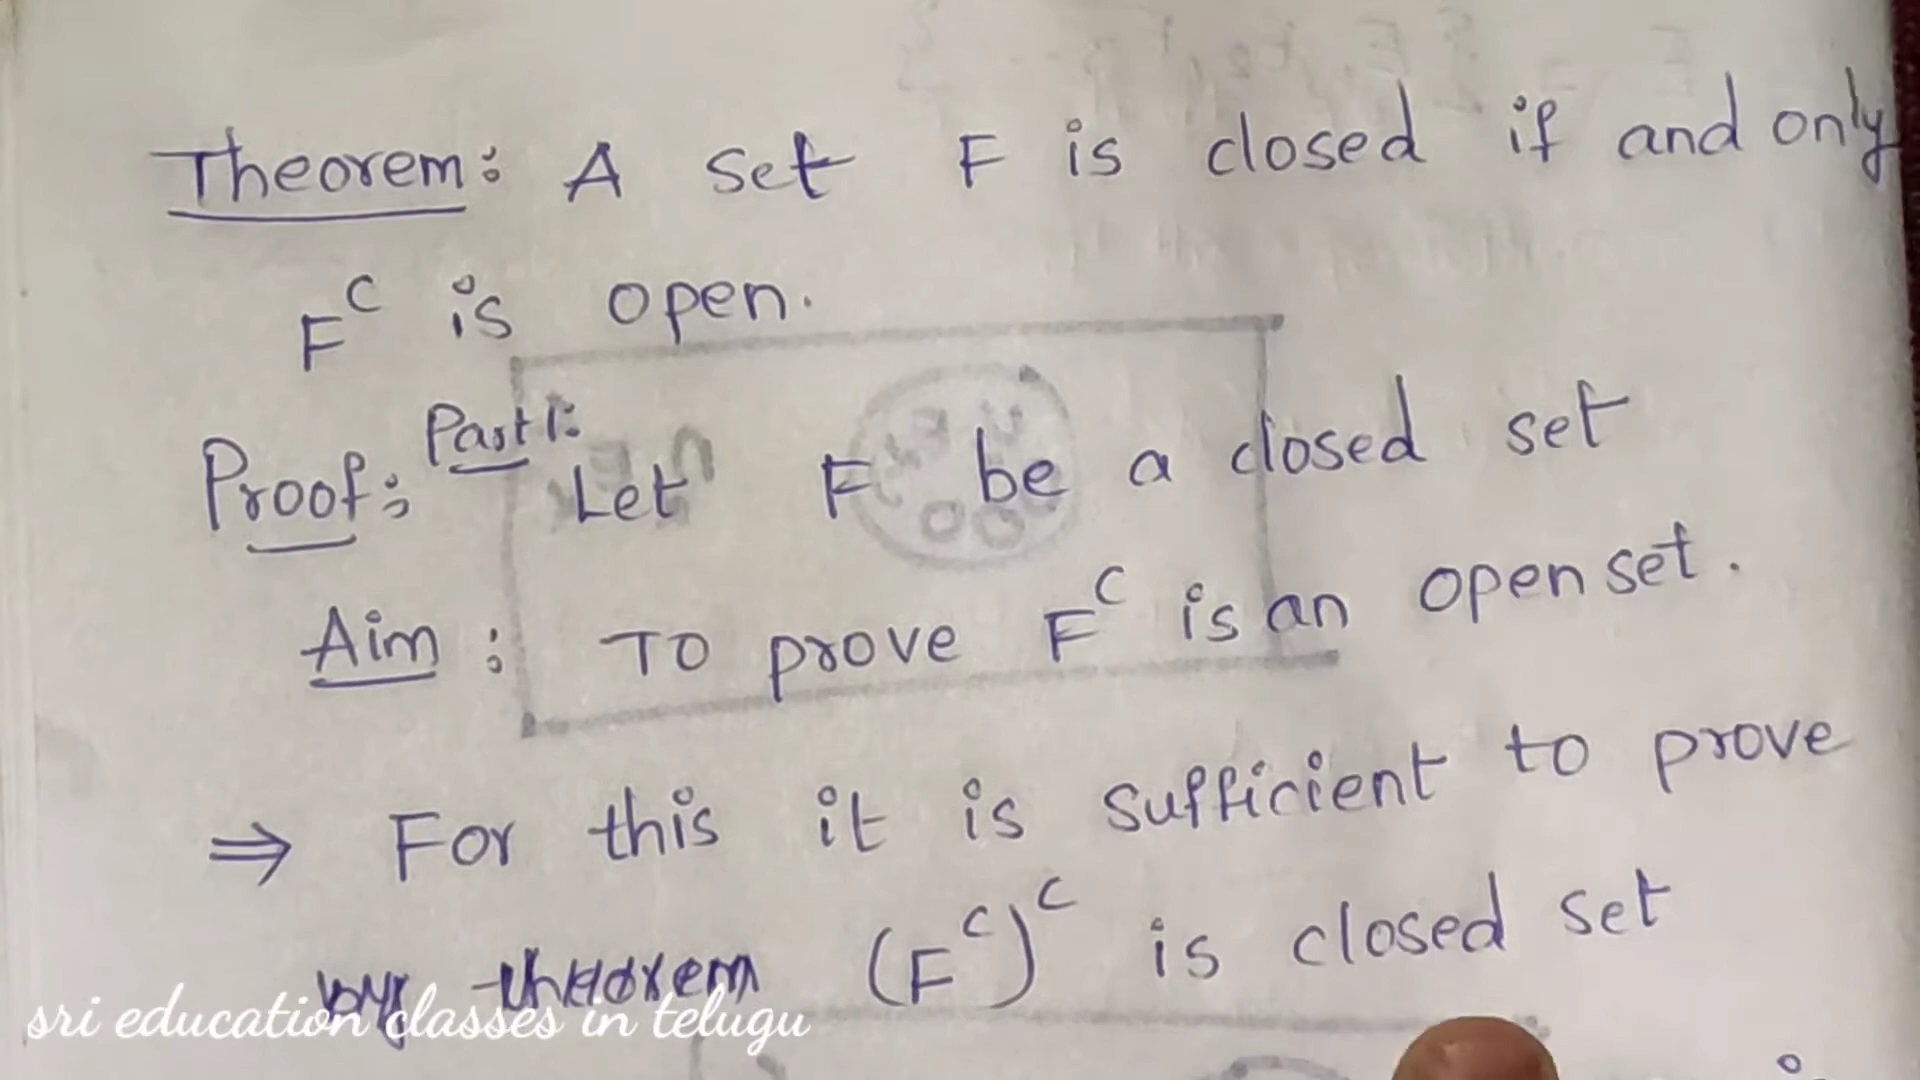 Theorem: A set F is closed if and only
F^C is open.
Proof: Part 1: Let F be a closed set
Aim: To prove F^C is an open set.
⇒ For this it is sufficient to prove
(F^C)^C is closed set
sri education classes in telugu